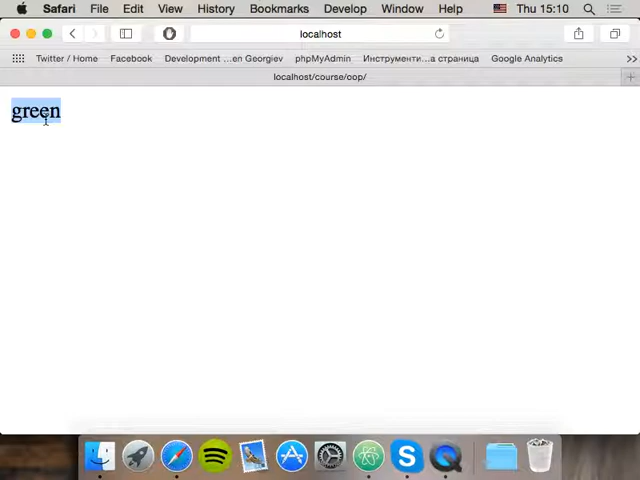 Safari File Edit View History Bookmarks Develop Window Help Thu 15:10
localhost
Twitter / Home Facebook Development ...en Georgiev phpMyAdmin Инструменти...а страница Google Analytics
localhost/course/oop/
green